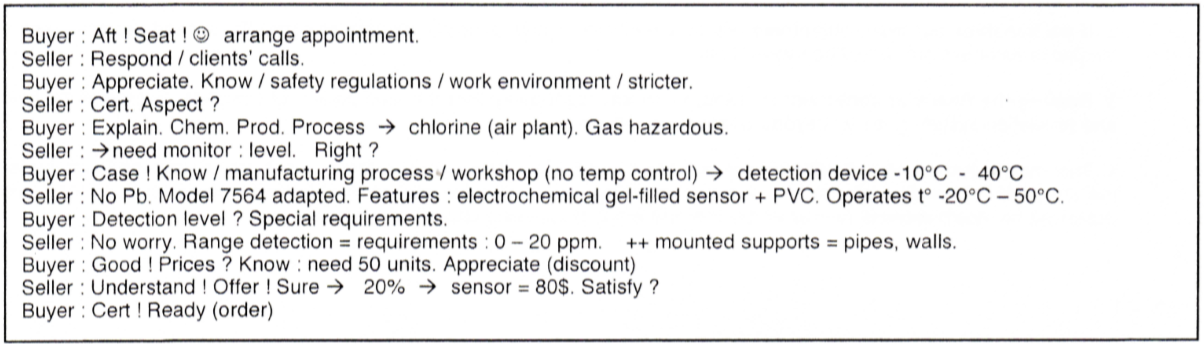 Buyer : Aft ! Seat ! ☺ arrange appointment.
Seller : Respond / clients' calls.
Buyer : Appreciate. Know / safety regulations / work environment / stricter.
Seller : Cert. Aspect ?
Buyer : Explain. Chem. Prod. Process → chlorine (air plant). Gas hazardous.
Seller : →need monitor : level. Right ?
Buyer : Case ! Know / manufacturing process / workshop (no temp control) → detection device -10°C - 40°C
Seller : No Pb. Model 7564 adapted. Features : electrochemical gel-filled sensor + PVC. Operates t° -20°C – 50°C.
Buyer : Detection level ? Special requirements.
Seller : No worry. Range detection = requirements : 0 – 20 ppm. ++ mounted supports = pipes, walls.
Buyer : Good ! Prices ? Know : need 50 units. Appreciate (discount)
Seller : Understand ! Offer ! Sure → 20% → sensor = 80$. Satisfy ?
Buyer : Cert ! Ready (order)